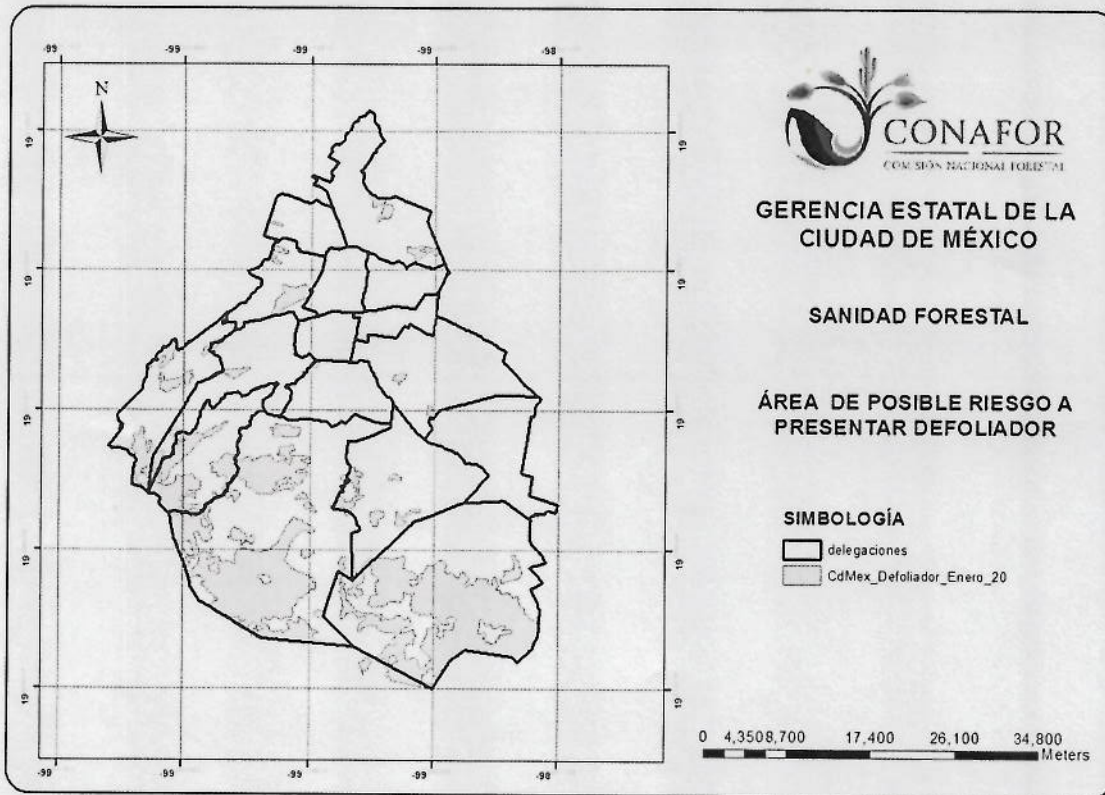 -99 -99 -99 -99 -98
N
19 19
19 19
19 19
19 19
19 19
-99 -99 -99 -99 -98
CONAFOR
COMISIÓN NACIONAL FORESTAL
GERENCIA ESTATAL DE LA
CIUDAD DE MÉXICO
SANIDAD FORESTAL
ÁREA DE POSIBLE RIESGO A
PRESENTAR DEFOLIADOR
SIMBOLOGÍA
delegaciones
CdMex_Defoliador_Enero_20
0 4,350 8,700 17,400 26,100 34,800
Meters